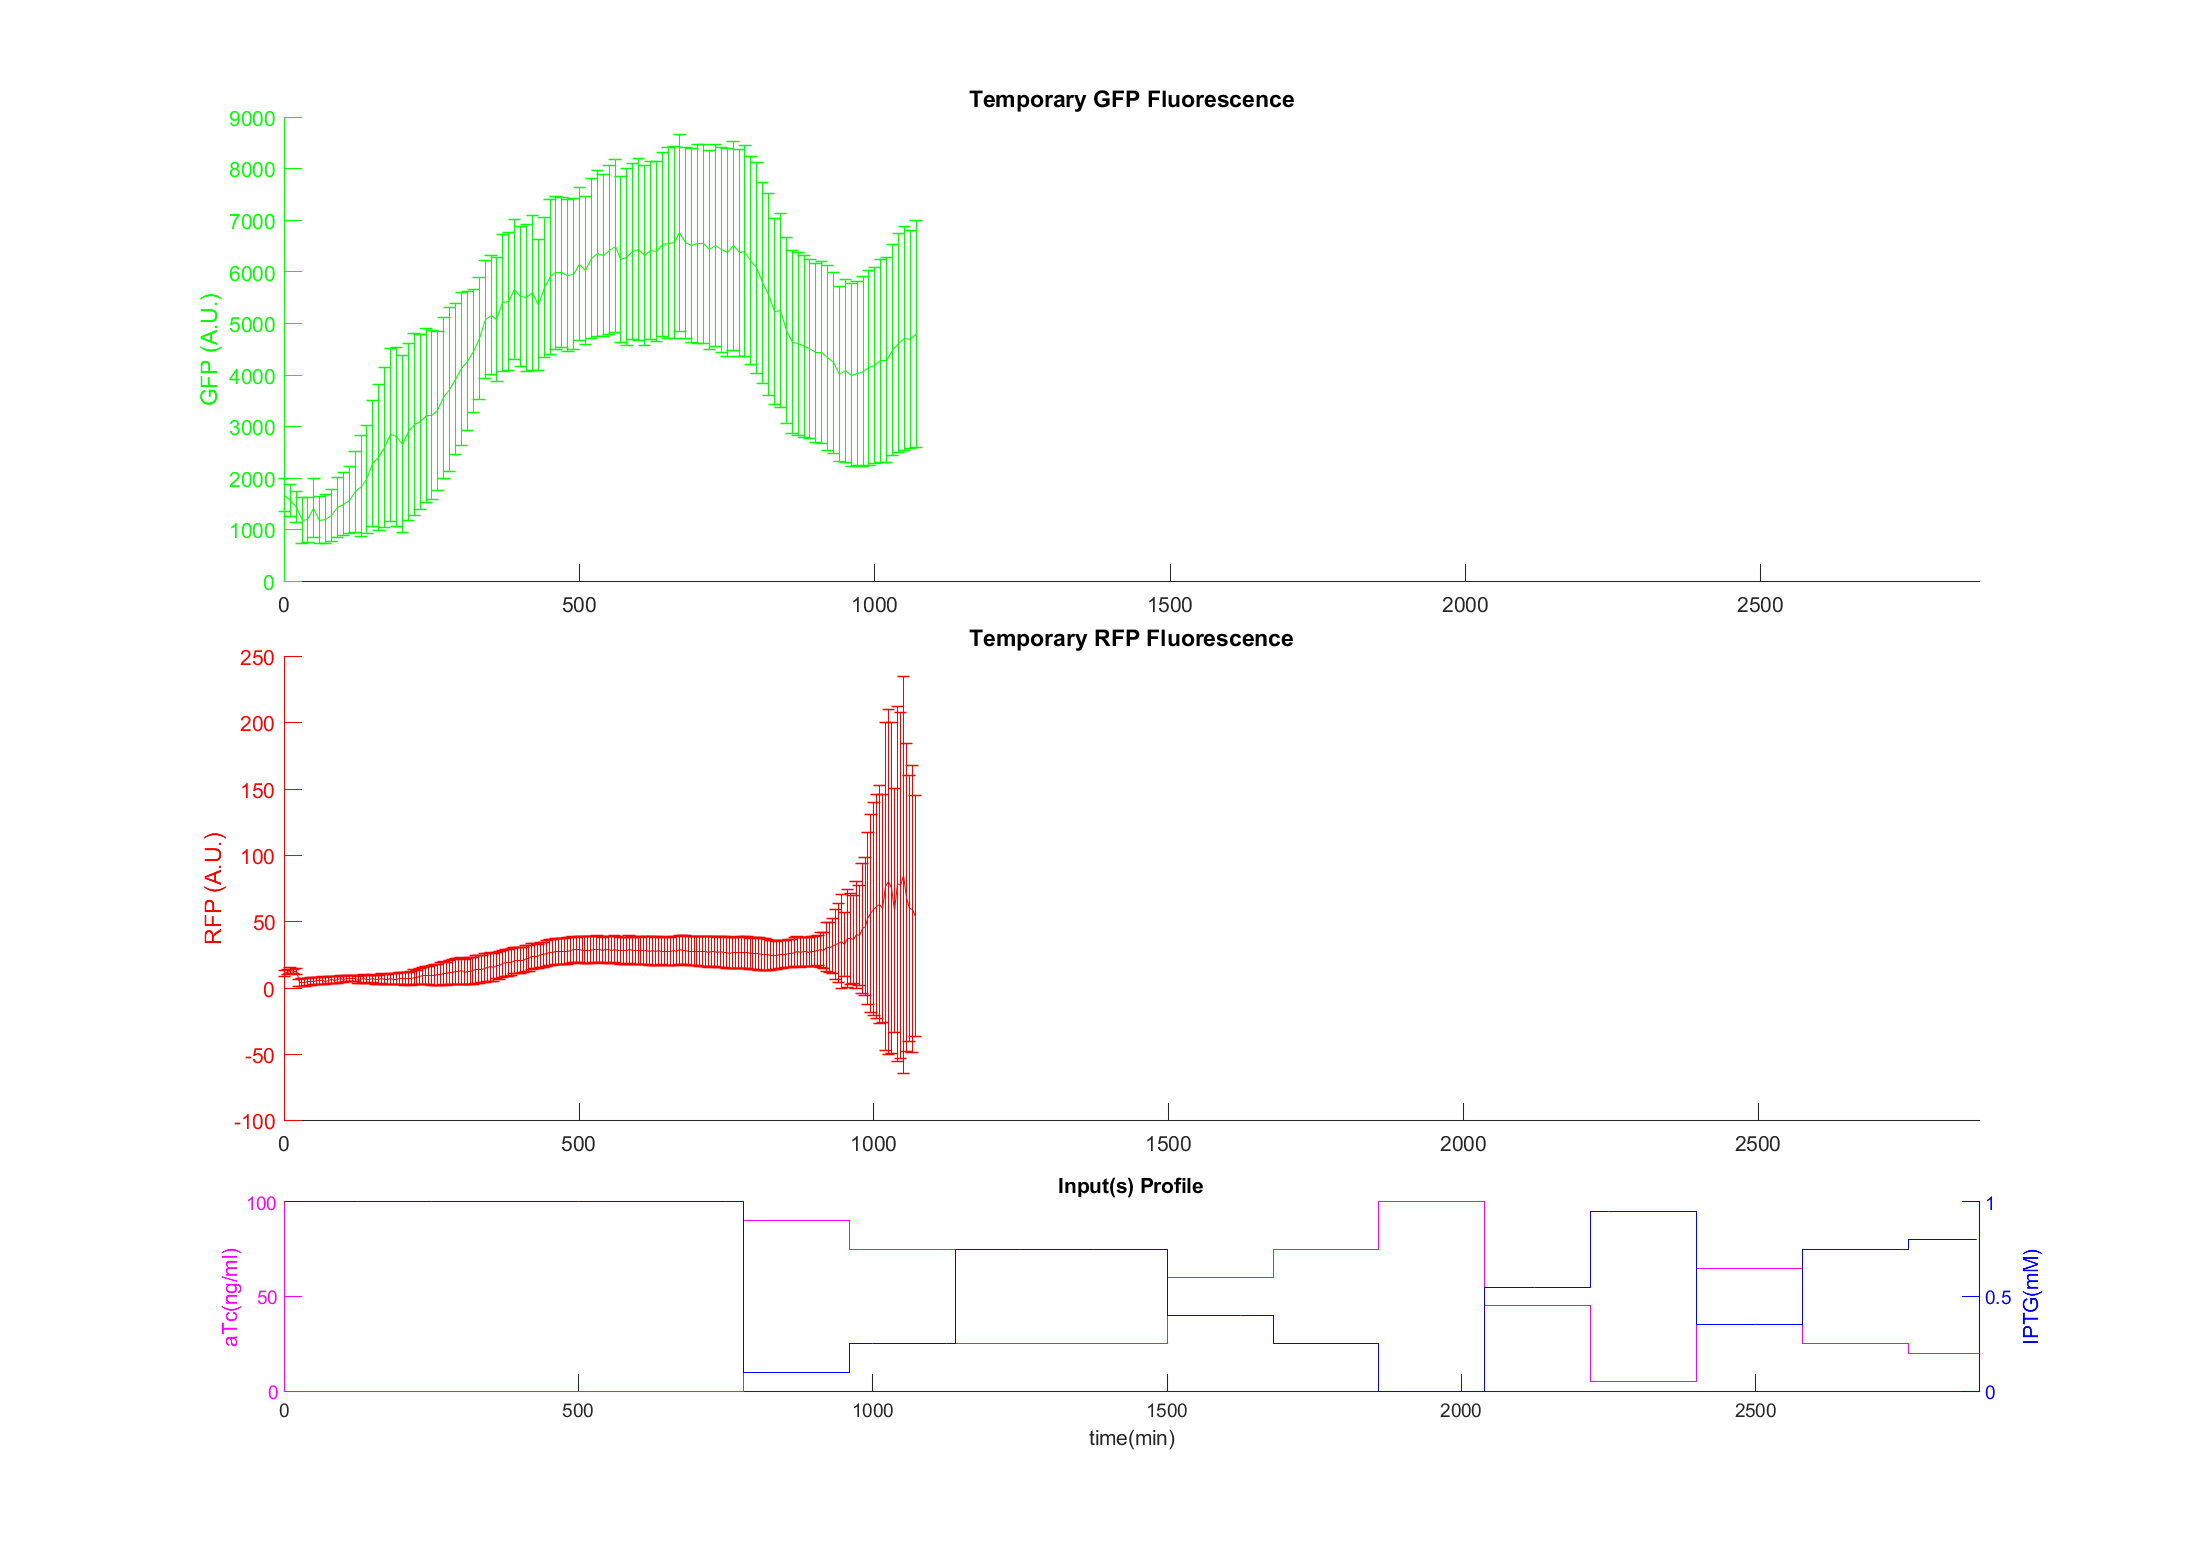 Temporary GFP Fluorescence
9000
8000
7000
6000
5000
4000
3000
2000
1000
0
GFP (A.U.)
0 500 1000 1500 2000 2500
Temporary RFP Fluorescence
250
200
150
100
50
0
-50
-100
RFP (A.U.)
0 500 1000 1500 2000 2500
Input(s) Profile
100
50
0
aTc(ng/ml)
1
0.5
0
IPTG(mM)
0 500 1000 1500 2000 2500
time(min)